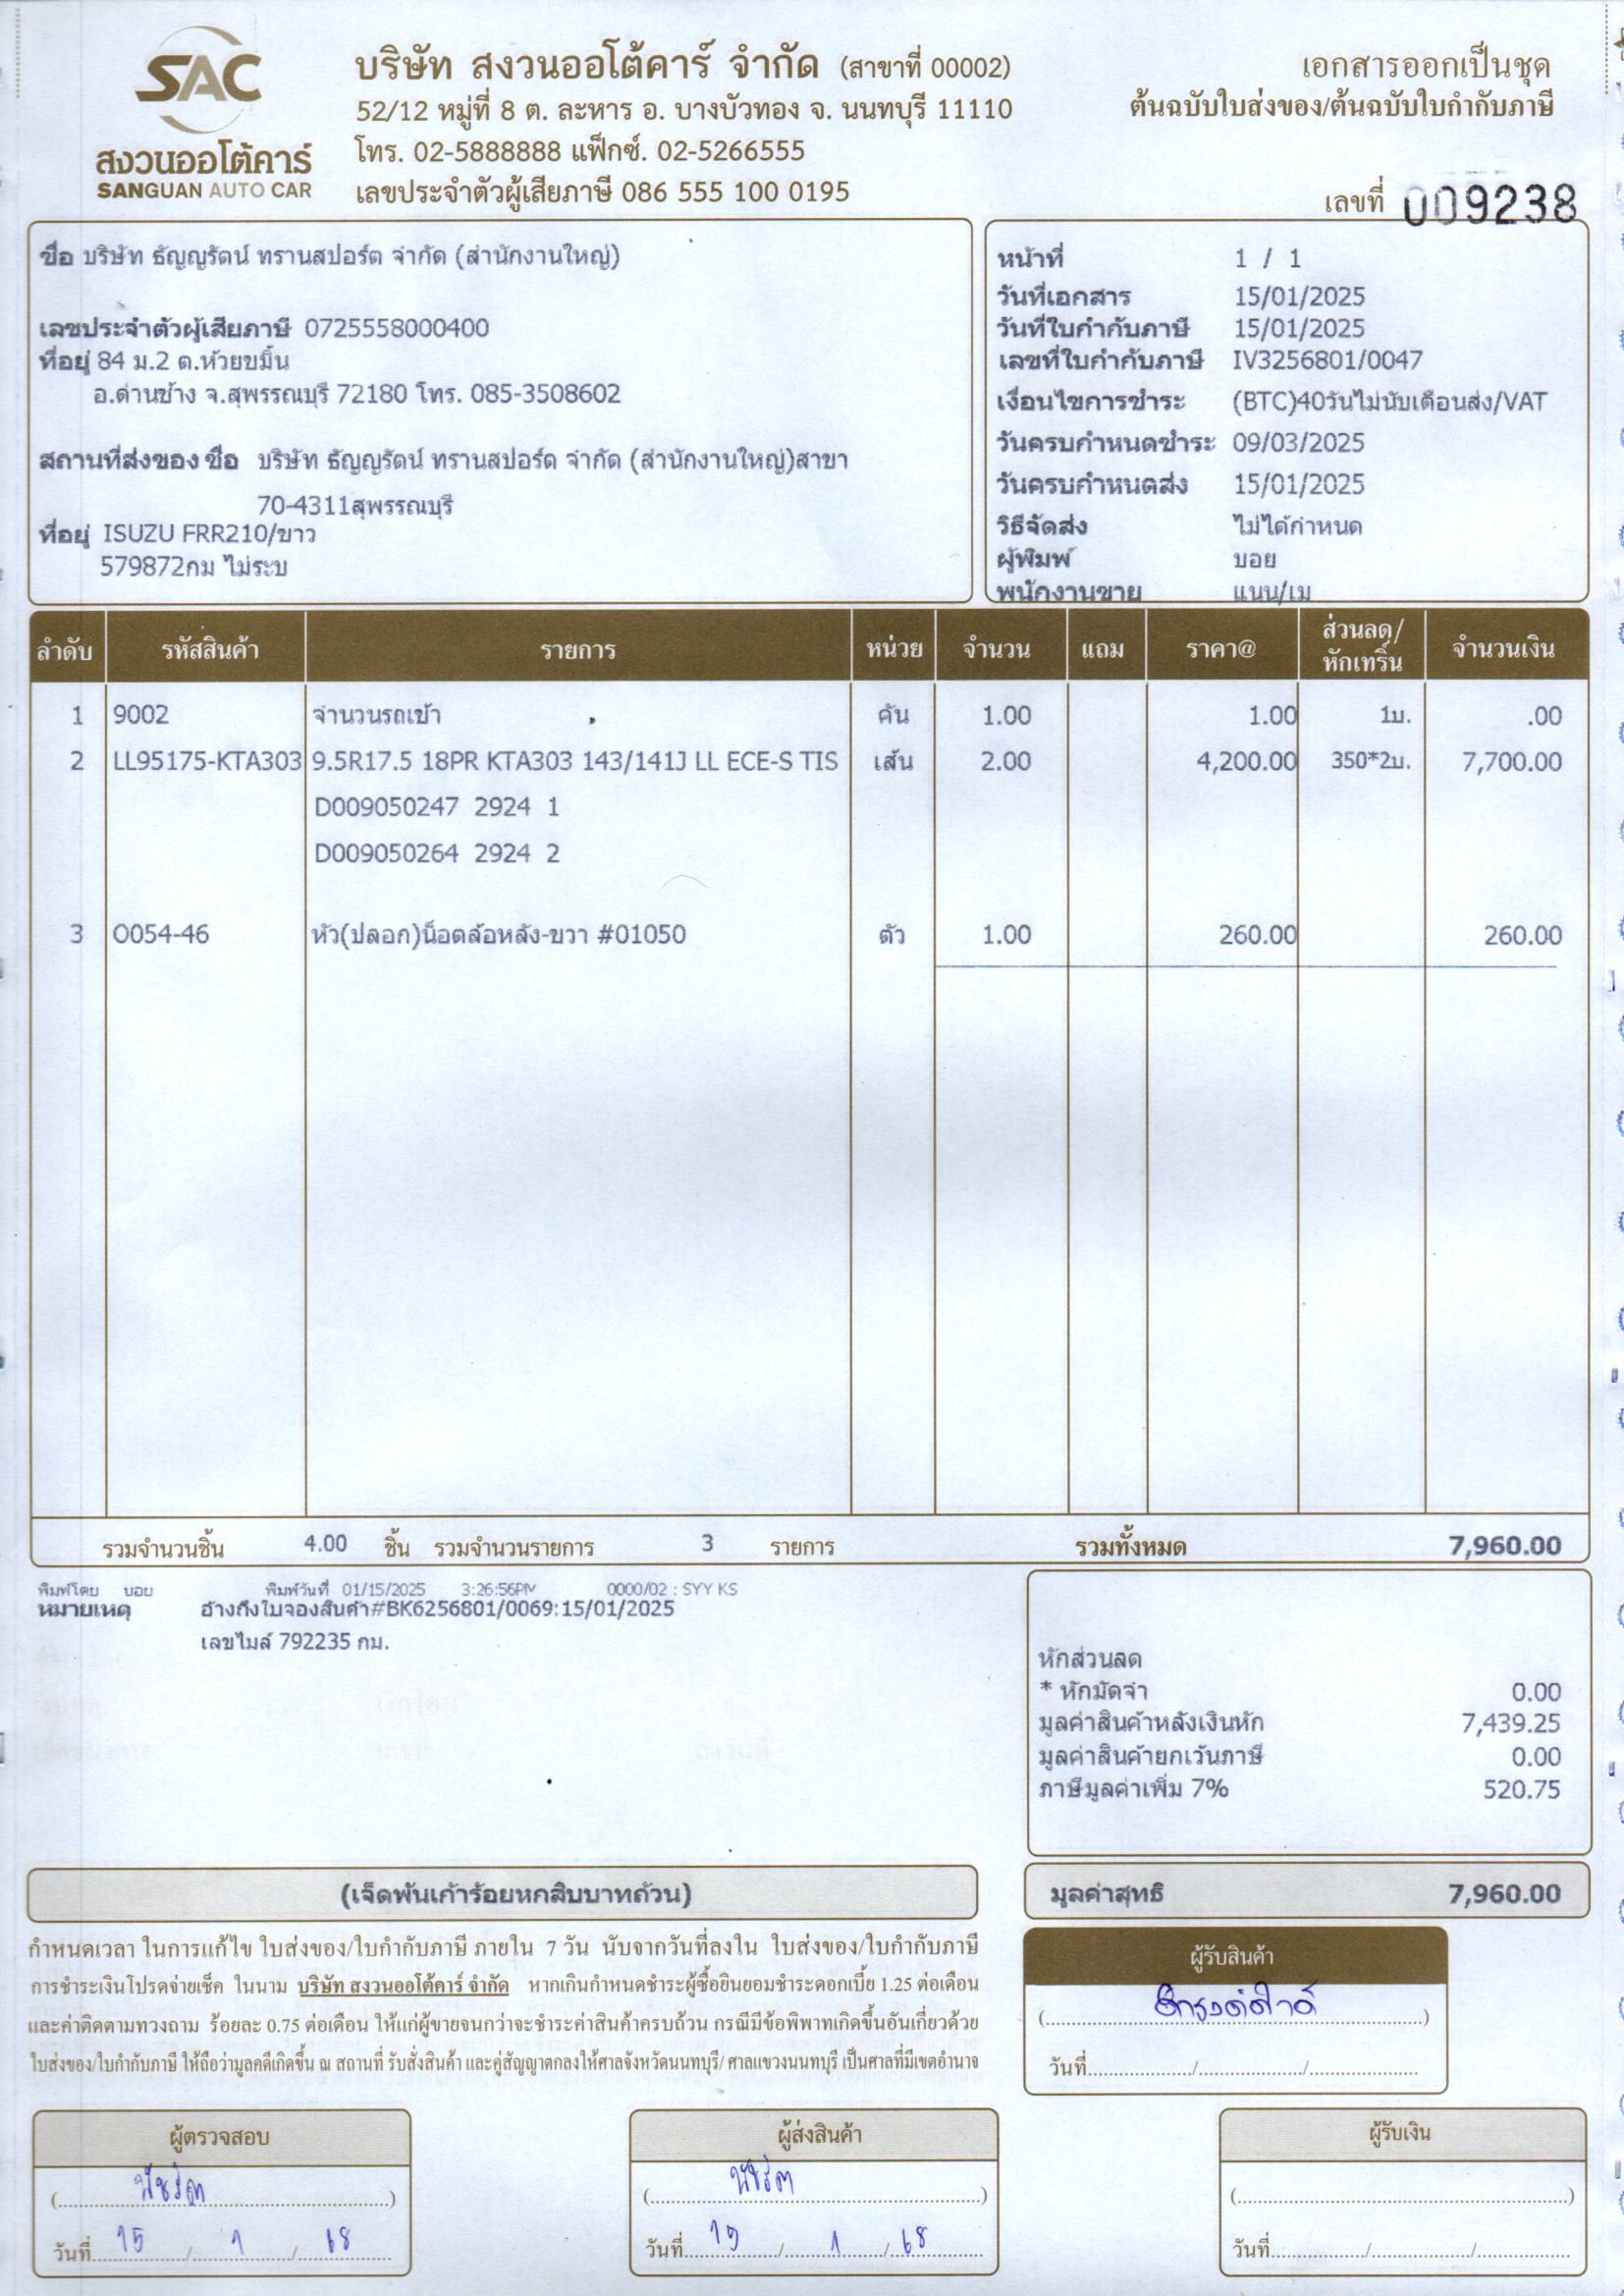 SAC
สงวนออโต้คาร์
SANGUAN AUTO CAR
บริษัท สงวนออโต้คาร์ จำกัด (สาขาที่ 00002)
52/12 หมู่ที่ 8 ต. ละหาร อ. บางบัวทอง จ. นนทบุรี 11110
โทร. 02-5888888 แฟ็กซ์. 02-5266555
เลขประจำตัวผู้เสียภาษี 086 555 100 0195
เอกสารออกเป็นชุด
ต้นฉบับใบส่งของ/ต้นฉบับใบกำกับภาษี
เลขที่ 009238
ชื่อ บริษัท ธัญญรัตน์ ทรานสปอร์ต จำกัด (สำนักงานใหญ่)
เลขประจำตัวผู้เสียภาษี 0725558000400
ที่อยู่ 84 ม.2 ต.ห้วยขมิ้น
อ.ด่านช้าง จ.สุพรรณบุรี 72180 โทร. 085-3508602
สถานที่ส่งของ ชื่อ บริษัท ธัญญรัตน์ ทรานสปอร์ต จำกัด (สำนักงานใหญ่)สาขา
70-4311สุพรรณบุรี
ที่อยู่ ISUZU FRR210/ขาว
579872กม ไม่ระบ
หน้าที่ 1 / 1
วันที่เอกสาร 15/01/2025
วันที่ใบกำกับภาษี 15/01/2025
เลขที่ใบกำกับภาษี IV3256801/0047
เงื่อนไขการชำระ (BTC)40วันไม่นับเดือนส่ง/VAT
วันครบกำหนดชำระ 09/03/2025
วันครบกำหนดส่ง 15/01/2025
วิธีจัดส่ง ไม่ได้กำหนด
ผู้พิมพ์ บอย
พนักงานขาย แนน/เม
ลำดับ รหัสสินค้า รายการ หน่วย จำนวน แถม ราคา@ ส่วนลด/หักเทริ์น จำนวนเงิน
1 9002 จำนวนรถเข้า คัน 1.00 1.00 1บ. .00
2 LL95175-KTA303 9.5R17.5 18PR KTA303 143/141J LL ECE-S TIS เส้น 2.00 4,200.00 350*2บ. 7,700.00
D009050247 2924 1
D009050264 2924 2
3 O054-46 หัว(ปลอก)น็อตล้อหลัง-ขวา #01050 ตัว 1.00 260.00 260.00
รวมจำนวนชิ้น 4.00 ชิ้น รวมจำนวนรายการ 3 รายการ รวมทั้งหมด 7,960.00
พิมพ์โดย บอย พิมพ์วันที่ 01/15/2025 3:26:56PM 0000/02 : SYY KS
หมายเหตุ อ้างถึงใบจองสินค้า#BK6256801/0069:15/01/2025
เลขไมล์ 792235 กม.
หักส่วนลด
* หักมัดจำ 0.00
มูลค่าสินค้าหลังเงินหัก 7,439.25
มูลค่าสินค้ายกเว้นภาษี 0.00
ภาษีมูลค่าเพิ่ม 7% 520.75
(เจ็ดพันเก้าร้อยหกสิบบาทถ้วน)
มูลค่าสุทธิ 7,960.00
กำหนดเวลา ในการแก้ไข ใบส่งของ/ใบกำกับภาษี ภายใน 7 วัน นับจากวันที่ลงใน ใบส่งของ/ใบกำกับภาษี
การชำระเงินโปรดจ่ายเช็ค ในนาม บริษัท สงวนออโต้คาร์ จำกัด หากเกินกำหนดชำระผู้ซื้อยินยอมชำระดอกเบี้ย 1.25 ต่อเดือน
และค่าติดตามทวงถาม ร้อยละ 0.75 ต่อเดือน ให้แก่ผู้ขายจนกว่าจะชำระค่าสินค้าครบถ้วน กรณีมีข้อพิพาทเกิดขึ้นอันเกี่ยวด้วย
ใบส่งของ/ใบกำกับภาษี ให้ถือว่ามูลคดีเกิดขึ้น ณ สถานที่ รับสั่งสินค้า และคู่สัญญาตกลงให้ศาลจังหวัดนนทบุรี/ ศาลแขวงนนทบุรี เป็นศาลที่มีเขตอำนาจ
ผู้รับสินค้า
วันที่
ผู้ตรวจสอบ
พัชรีดา
วันที่ 15 / 1 / 68
ผู้ส่งสินค้า
วันที่ 15 / 1 / 68
ผู้รับเงิน
วันที่